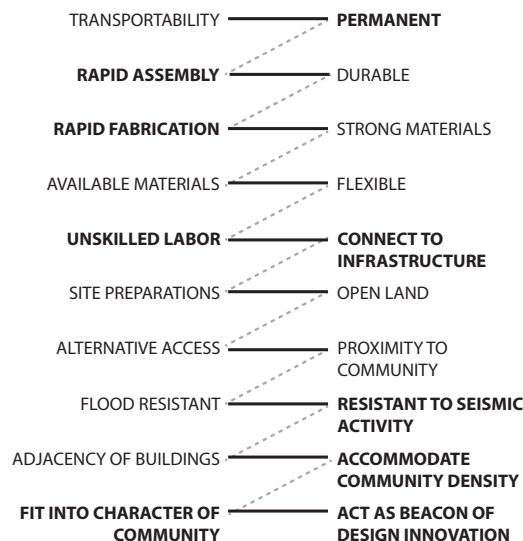 TRANSPORTABILITY PERMANENT
RAPID ASSEMBLY DURABLE
RAPID FABRICATION STRONG MATERIALS
AVAILABLE MATERIALS FLEXIBLE
UNSKILLED LABOR CONNECT TO
INFRASTRUCTURE
SITE PREPARATIONS OPEN LAND
ALTERNATIVE ACCESS PROXIMITY TO
COMMUNITY
FLOOD RESISTANT RESISTANT TO SEISMIC
ACTIVITY
ADJACENCY OF BUILDINGS ACCOMMODATE
COMMUNITY DENSITY
FIT INTO CHARACTER OF ACT AS BEACON OF
COMMUNITY DESIGN INNOVATION